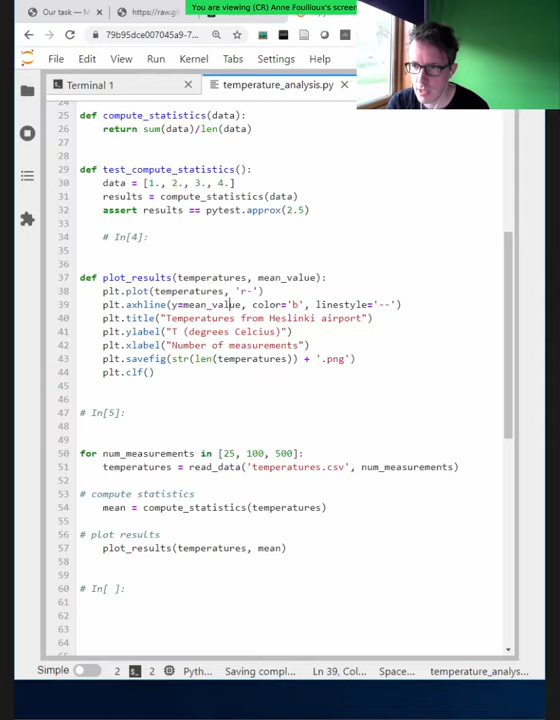 You are viewing (CR) Anne Fouilloux's screen
Our task — M
https://raw.g
79b95dce007045a9-7...
File Edit View Run Kernel Tabs Settings Help
Terminal 1
temperature_analysis.py
24
25 def compute_statistics(data):
26 return sum(data)/len(data)
27
28
29 def test_compute_statistics():
30 data = [1., 2., 3., 4.]
31 results = compute_statistics(data)
32 assert results == pytest.approx(2.5)
33
34 # In[4]:
35
36
37 def plot_results(temperatures, mean_value):
38 plt.plot(temperatures, 'r-')
39 plt.axhline(y=mean_value, color='b', linestyle='--')
40 plt.title("Temperatures from Heslinki airport")
41 plt.ylabel("T (degrees Celcius)")
42 plt.xlabel("Number of measurements")
43 plt.savefig(str(len(temperatures)) + '.png')
44 plt.clf()
45
46
47 # In[5]:
48
49
50 for num_measurements in [25, 100, 500]:
51 temperatures = read_data('temperatures.csv', num_measurements)
52
53 # compute statistics
54 mean = compute_statistics(temperatures)
55
56 # plot results
57 plot_results(temperatures, mean)
58
59
60 # In[ ]:
61
62
63
64
Simple 2 2 Pyth... Saving compl... Ln 39, Col... Space... temperature_analys...